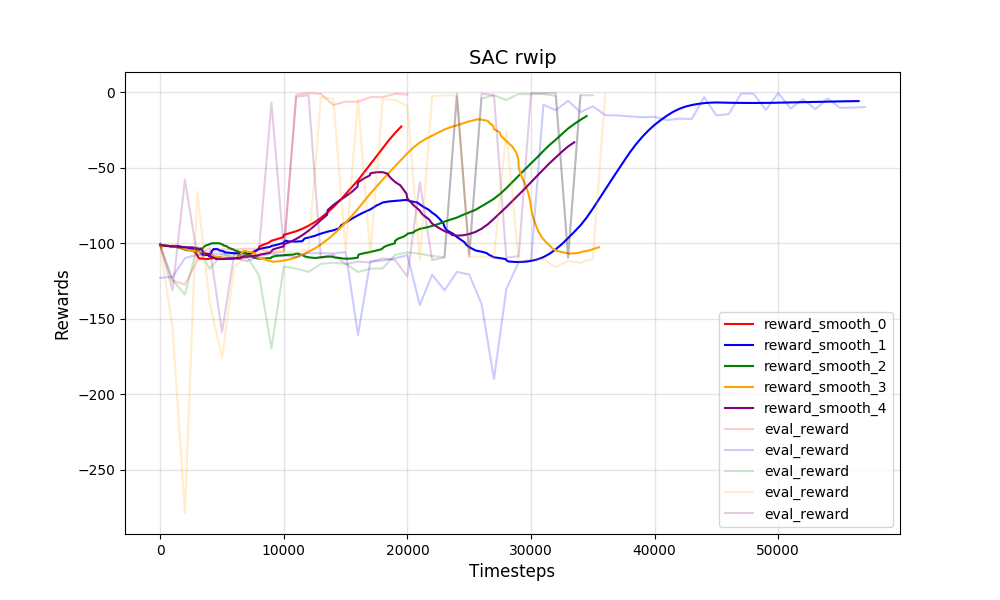 SAC rwip
0
−50
−100
−150
−200
−250
Rewards
0
10000
20000
30000
40000
50000
Timesteps
reward_smooth_0
reward_smooth_1
reward_smooth_2
reward_smooth_3
reward_smooth_4
eval_reward
eval_reward
eval_reward
eval_reward
eval_reward